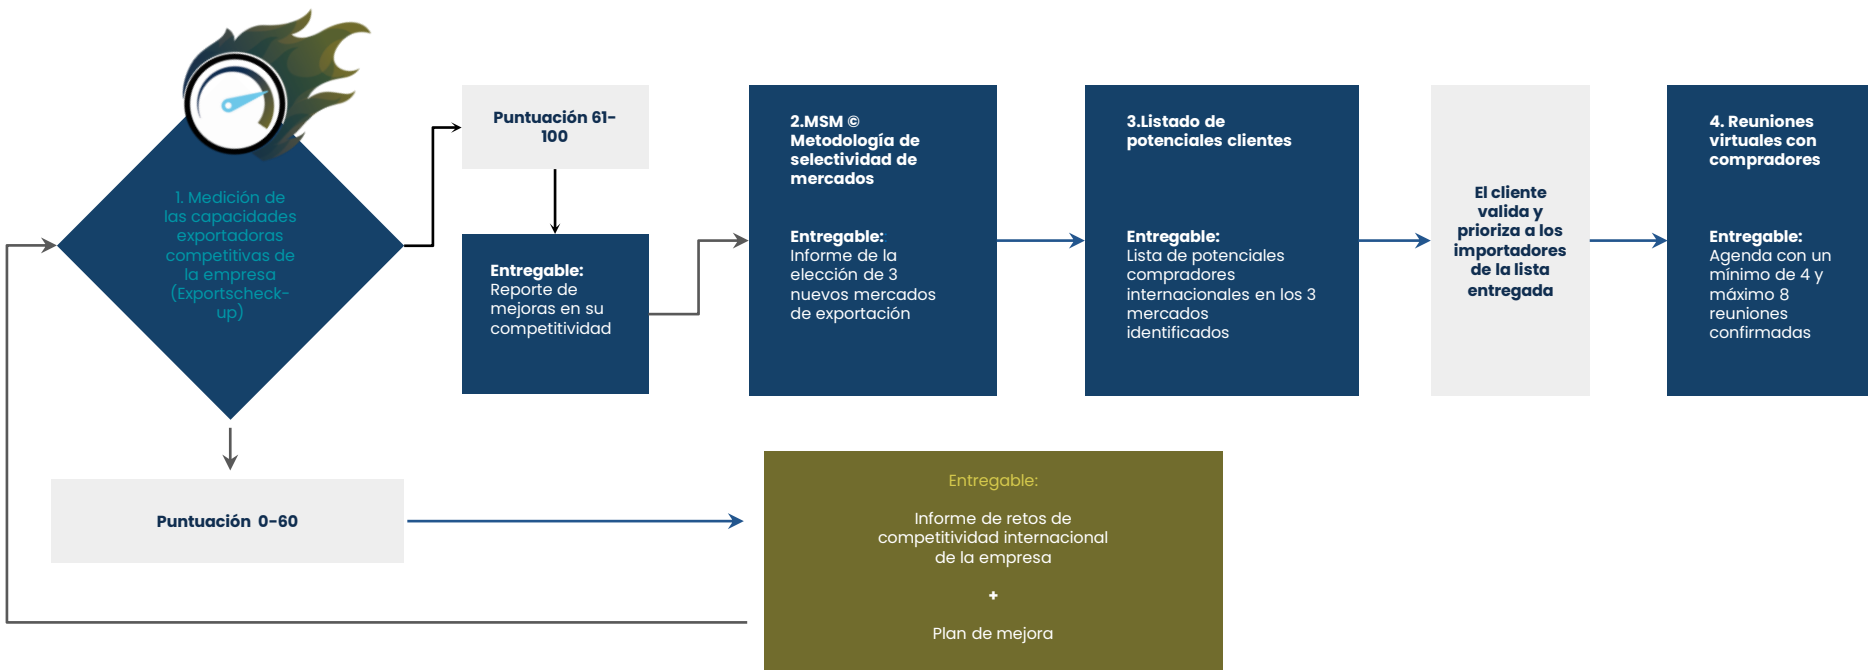 1. Medición de
las capacidades
exportadoras
competitivas de
la empresa
(Exportscheck-
up)
Puntuación 61-
100
Entregable:
Reporte de
mejoras en su
competitividad
2.MSM ©
Metodología de
selectividad de
mercados
Entregable:
Informe de la
elección de 3
nuevos mercados
de exportación
3.Listado de
potenciales clientes
Entregable:
Lista de potenciales
compradores
internacionales en los 3
mercados
identificados
El cliente
valida y
prioriza a los
importadores
de la lista
entregada
4. Reuniones
virtuales con
compradores
Entregable:
Agenda con un
mínimo de 4 y
máximo 8
reuniones
confirmadas
Puntuación 0-60
Entregable:
Informe de retos de
competitividad internacional
de la empresa
+
Plan de mejora